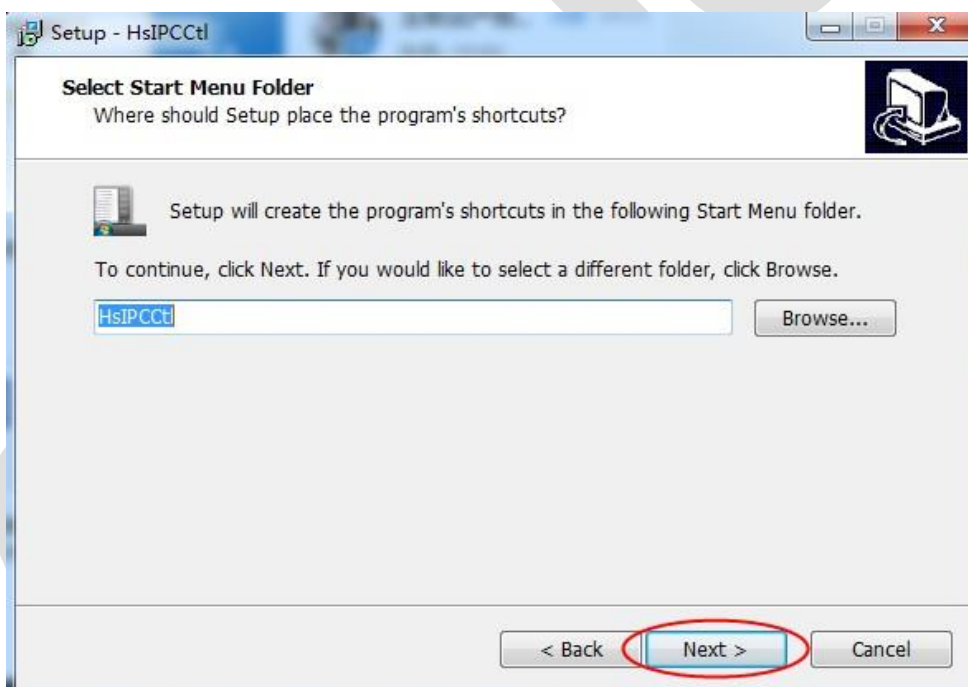 Setup - HsIPCCtl
Select Start Menu Folder
Where should Setup place the program's shortcuts?
Setup will create the program's shortcuts in the following Start Menu folder.
To continue, click Next. If you would like to select a different folder, click Browse.
HsIPCCtl
Browse...
< Back
Next >
Cancel